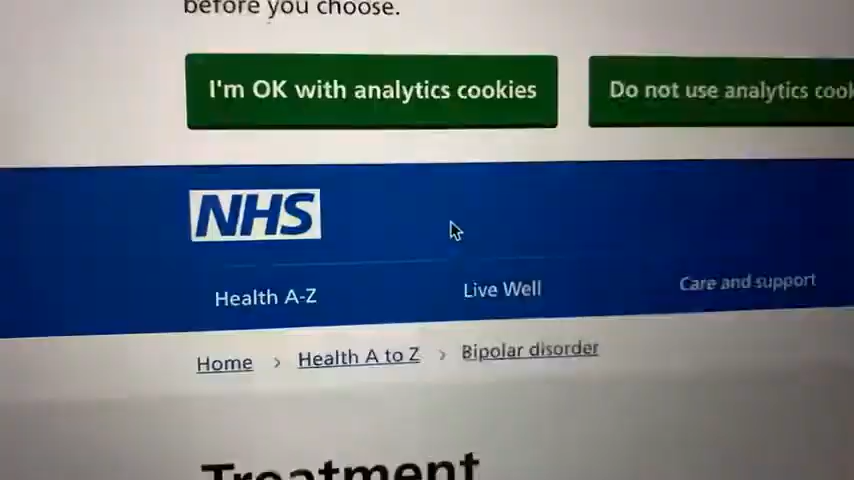 before you choose.
I'm OK with analytics cookies
Do not use analytics
NHS
Health A-Z
Live Well
Care and support
Home > Health A to Z > Bipolar disorder
Treatment